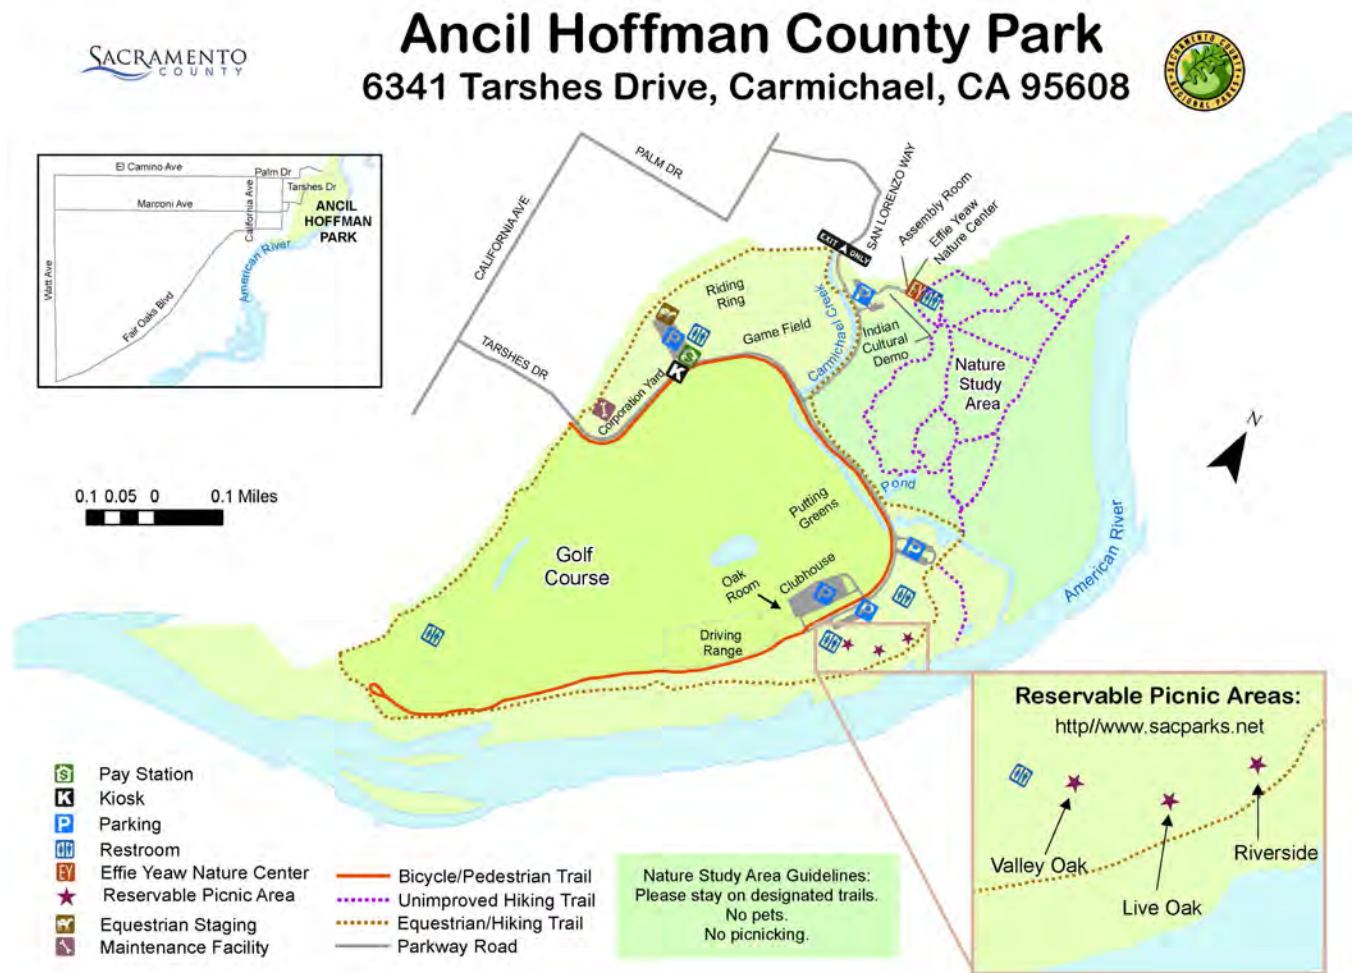 Ancil Hoffman County Park
6341 Tarshes Drive, Carmichael, CA 95608
SACRAMENTO
COUNTY
SACRAMENTO COUNTY
REGIONAL PARKS
El Camino Ave
Palm Dr
Tarshes Dr
California Ave
Marconi Ave
ANCIL
HOFFMAN
PARK
American River
Watt Ave
Fair Oaks Blvd
PALM DR
CALIFORNIA AVE
TARSHES DR
SAN LORENZO WAY
EXIT ONLY
Assembly Room
Effie Yeaw
Nature Center
EY
Riding
Ring
Game Field
Carmichael Creek
Indian
Cultural
Demo
Nature
Study
Area
P
P
$
K
Corporation Yard
N
0.1 0.05 0 0.1 Miles
Pond
Putting
Greens
American River
Golf
Course
Oak
Room
Clubhouse
P
P
P
Driving
Range
Reservable Picnic Areas:
http//www.sacparks.net
Valley Oak
Live Oak
Riverside
$ Pay Station
K Kiosk
P Parking
Restroom
EY Effie Yeaw Nature Center
Reservable Picnic Area
Equestrian Staging
Maintenance Facility
Bicycle/Pedestrian Trail
Unimproved Hiking Trail
Equestrian/Hiking Trail
Parkway Road
Nature Study Area Guidelines:
Please stay on designated trails.
No pets.
No picnicking.